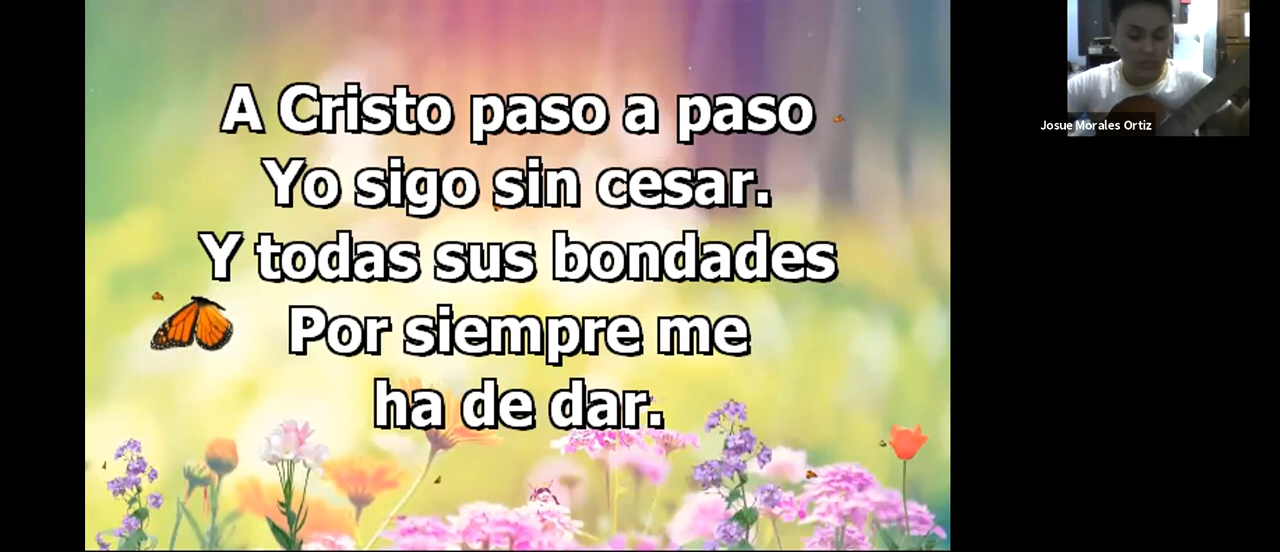 A Cristo paso a paso
Yo sigo sin cesar.
Y todas sus bondades
Por siempre me
ha de dar.
Josue Morales Ortiz